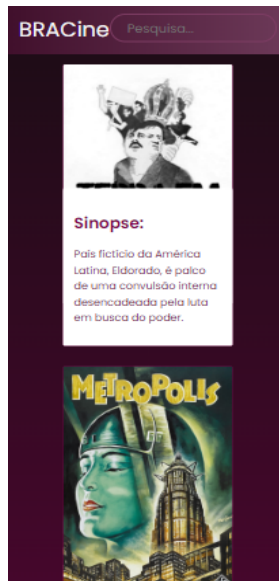 BRACine
Pesquisa...
Sinopse:
País fictício da América
Latina, Eldorado, é palco
de uma convulsão interna
desencadeada pela luta
em busca do poder.
METROPOLIS